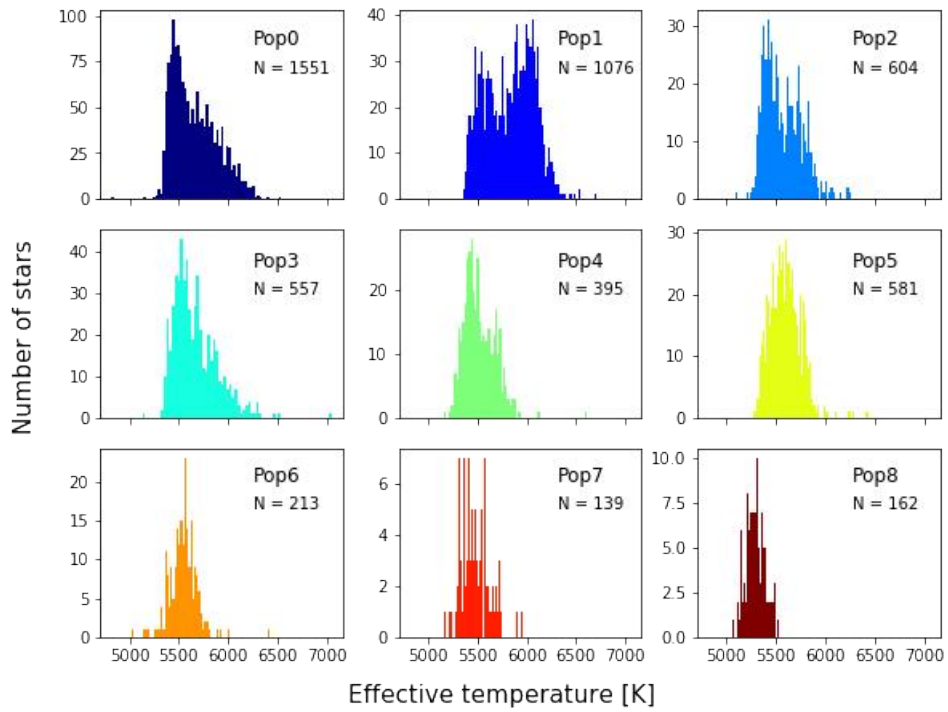 100
75
50
25
0
Pop0
N = 1551
40
30
20
10
0
Pop1
N = 1076
30
20
10
0
Pop2
N = 604
40
30
20
10
0
Pop3
N = 557
20
10
0
Pop4
N = 395
30
20
10
0
Pop5
N = 581
20
15
10
5
0
Pop6
N = 213
5000 5500 6000 6500 7000
6
4
2
0
Pop7
N = 139
5000 5500 6000 6500 7000
10.0
7.5
5.0
2.5
0.0
Pop8
N = 162
5000 5500 6000 6500 7000
Number of stars
Effective temperature [K]